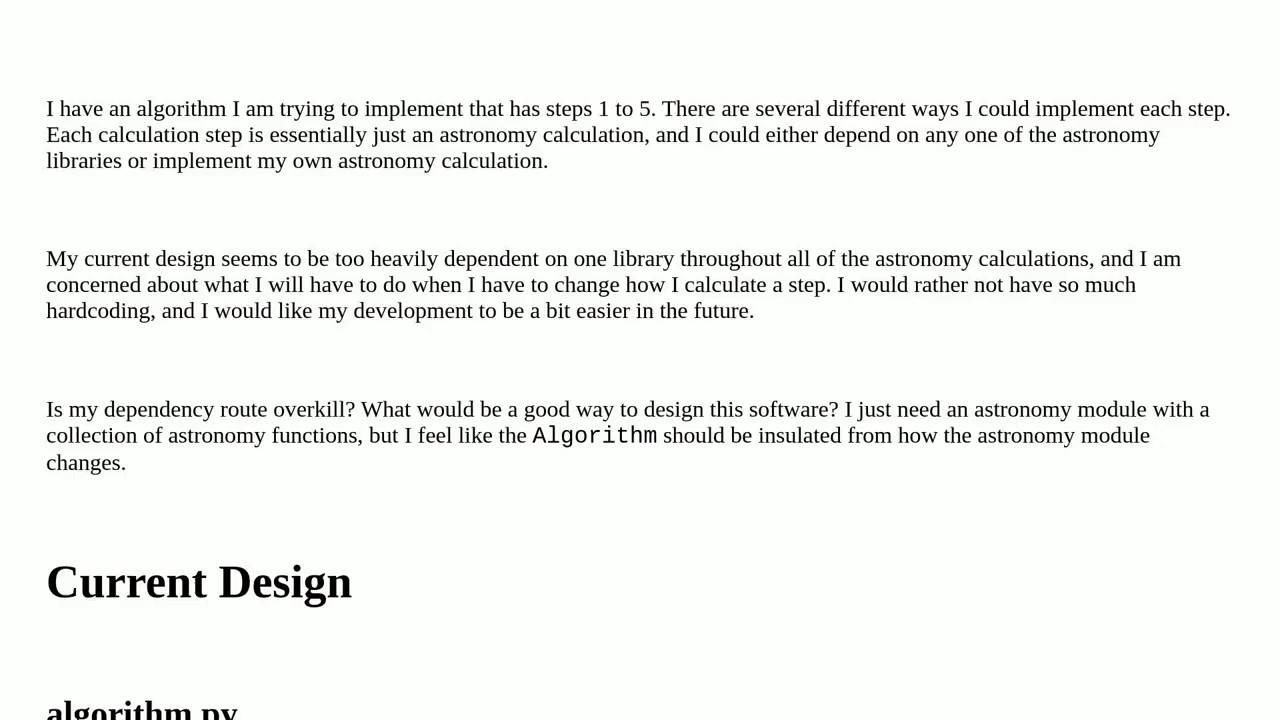 I have an algorithm I am trying to implement that has steps 1 to 5. There are several different ways I could implement each step.
Each calculation step is essentially just an astronomy calculation, and I could either depend on any one of the astronomy
libraries or implement my own astronomy calculation.
My current design seems to be too heavily dependent on one library throughout all of the astronomy calculations, and I am
concerned about what I will have to do when I have to change how I calculate a step. I would rather not have so much
hardcoding, and I would like my development to be a bit easier in the future.
Is my dependency route overkill? What would be a good way to design this software? I just need an astronomy module with a
collection of astronomy functions, but I feel like the Algorithm should be insulated from how the astronomy module
changes.
Current Design
algorithm.py